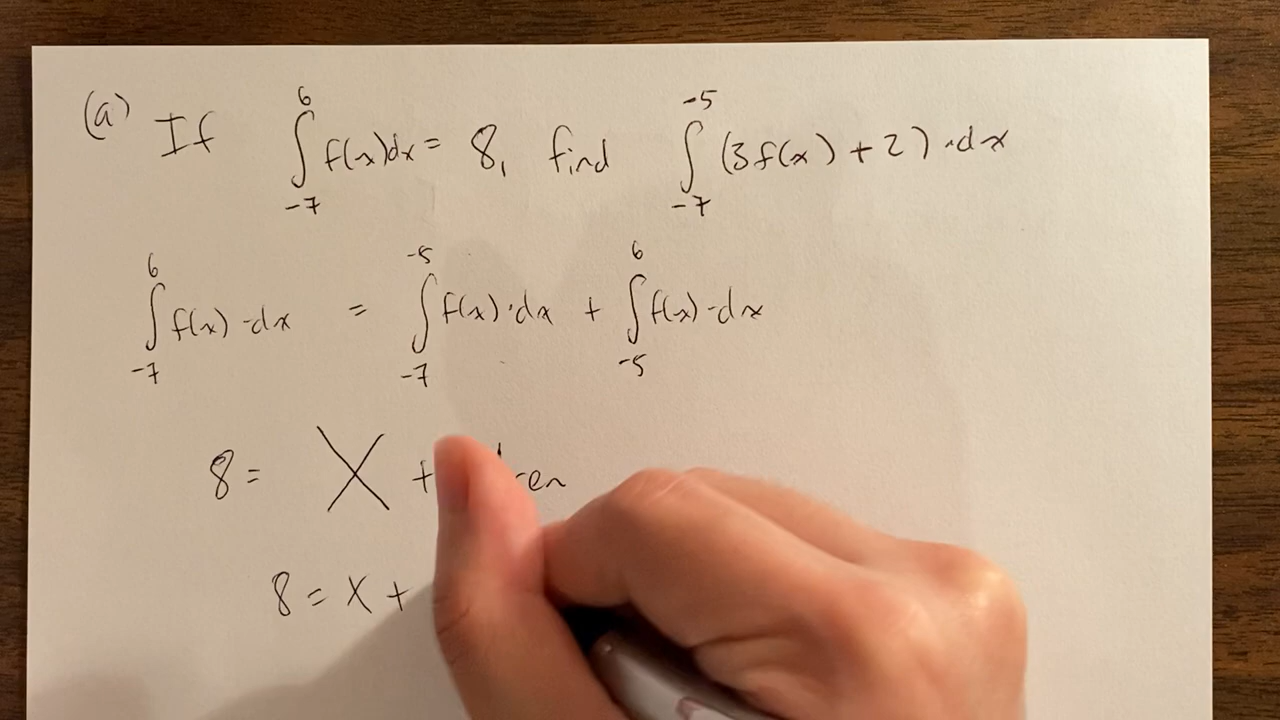 (a) If ∫_{-7}^{6} f(x)dx = 8, find ∫_{-7}^{-5} (3f(x) + 2) · dx
∫_{-7}^{6} f(x) · dx = ∫_{-7}^{-5} f(x) · dx + ∫_{-5}^{6} f(x) · dx
8 = X +
8 = X +